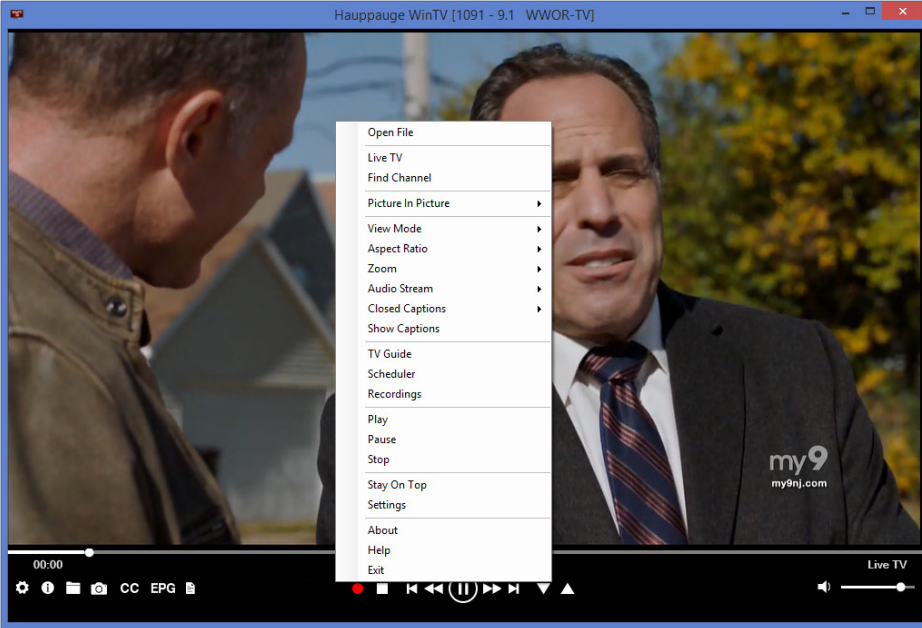 Hauppauge WinTV [1091 - 9.1 WWOR-TV]
Open File
Live TV
Find Channel
Picture In Picture
View Mode
Aspect Ratio
Zoom
Audio Stream
Closed Captions
Show Captions
TV Guide
Scheduler
Recordings
Play
Pause
Stop
Stay On Top
Settings
About
Help
Exit
my9
my9nj.com
00:00
Live TV
CC EPG